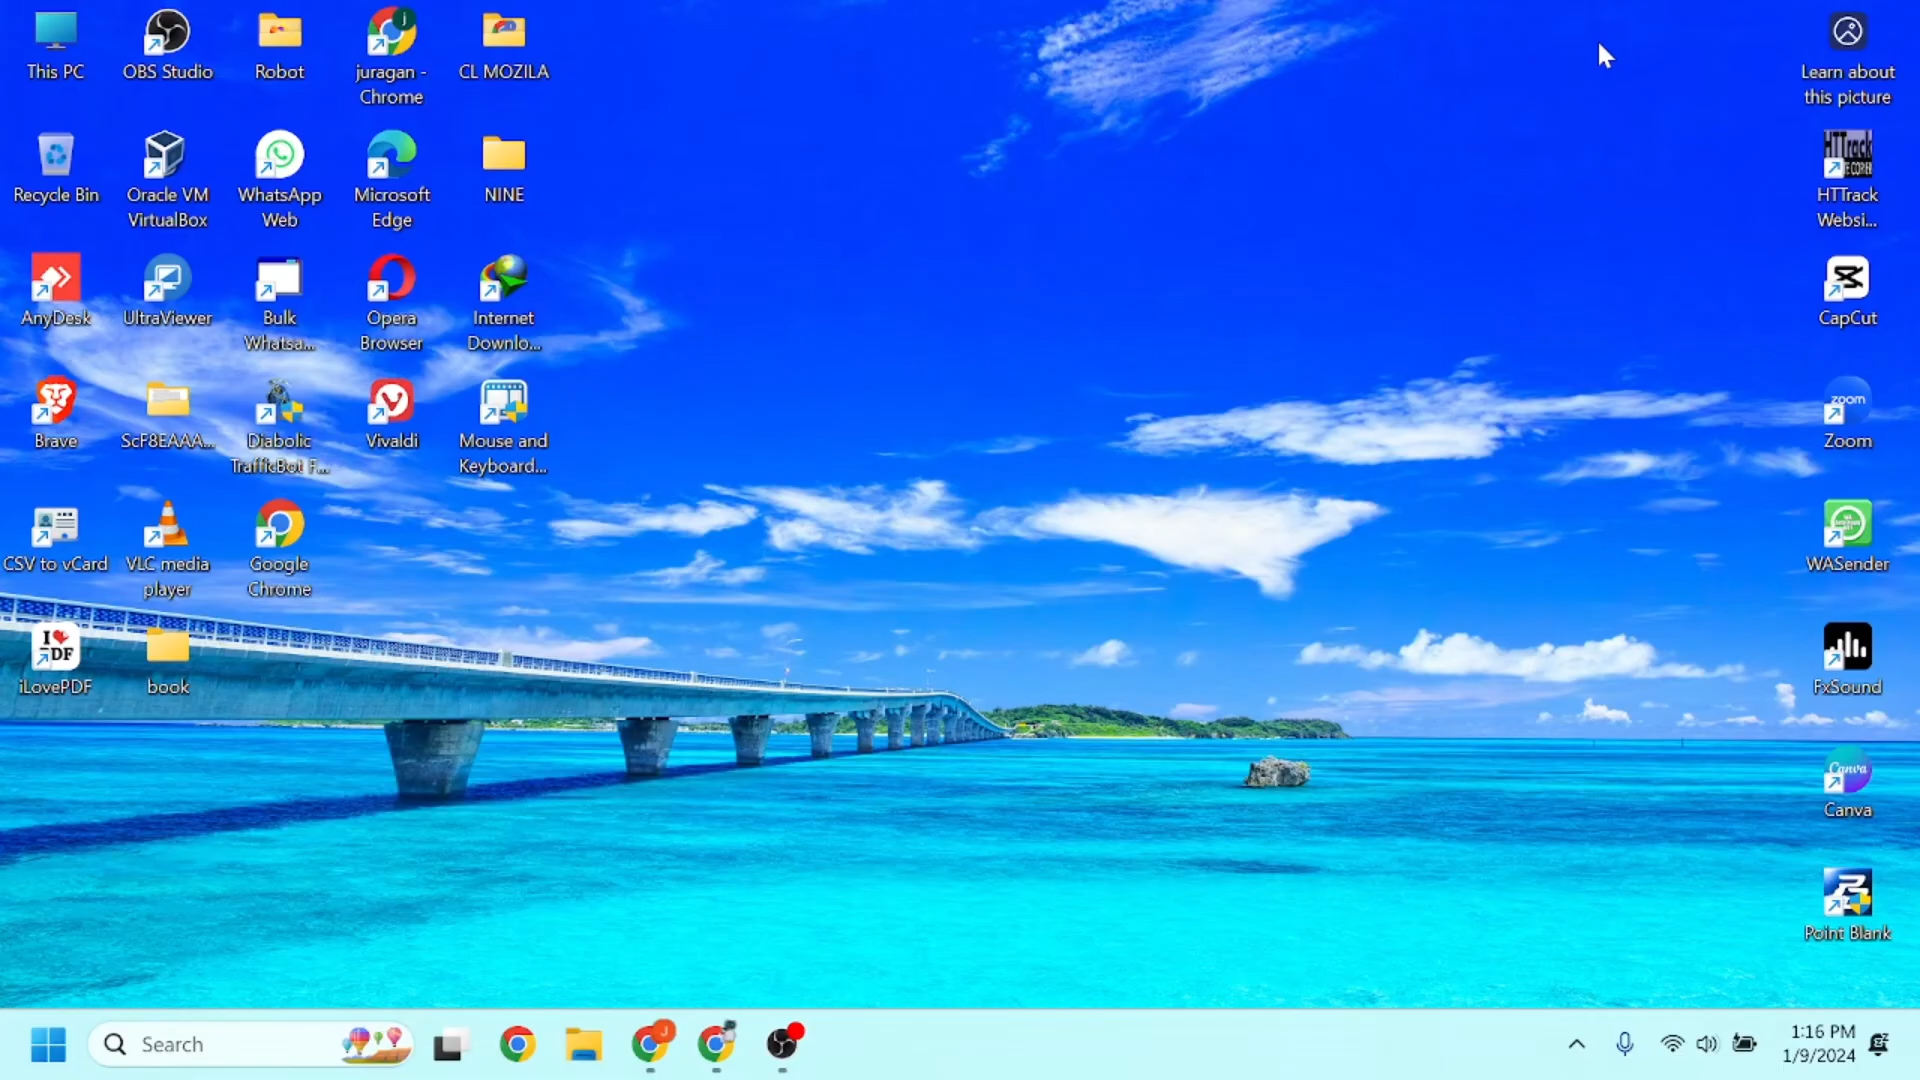 This PC
OBS Studio
Robot
juragan -
Chrome
CL MOZILA
Learn about
this picture
Recycle Bin
Oracle VM
VirtualBox
WhatsApp
Web
Microsoft
Edge
NINE
HTTrack
Websi...
AnyDesk
UltraViewer
Bulk
Whatsa...
Opera
Browser
Internet
Downlo...
CapCut
Brave
ScF8EAAA...
Diabolic
TrafficBot F...
Vivaldi
Mouse and
Keyboard...
zoom
Zoom
CSV to vCard
VLC media
player
Google
Chrome
WASender
I
DF
iLovePDF
book
FxSound
Canva
Canva
Point Blank
Search
J
1:16 PM
1/9/2024